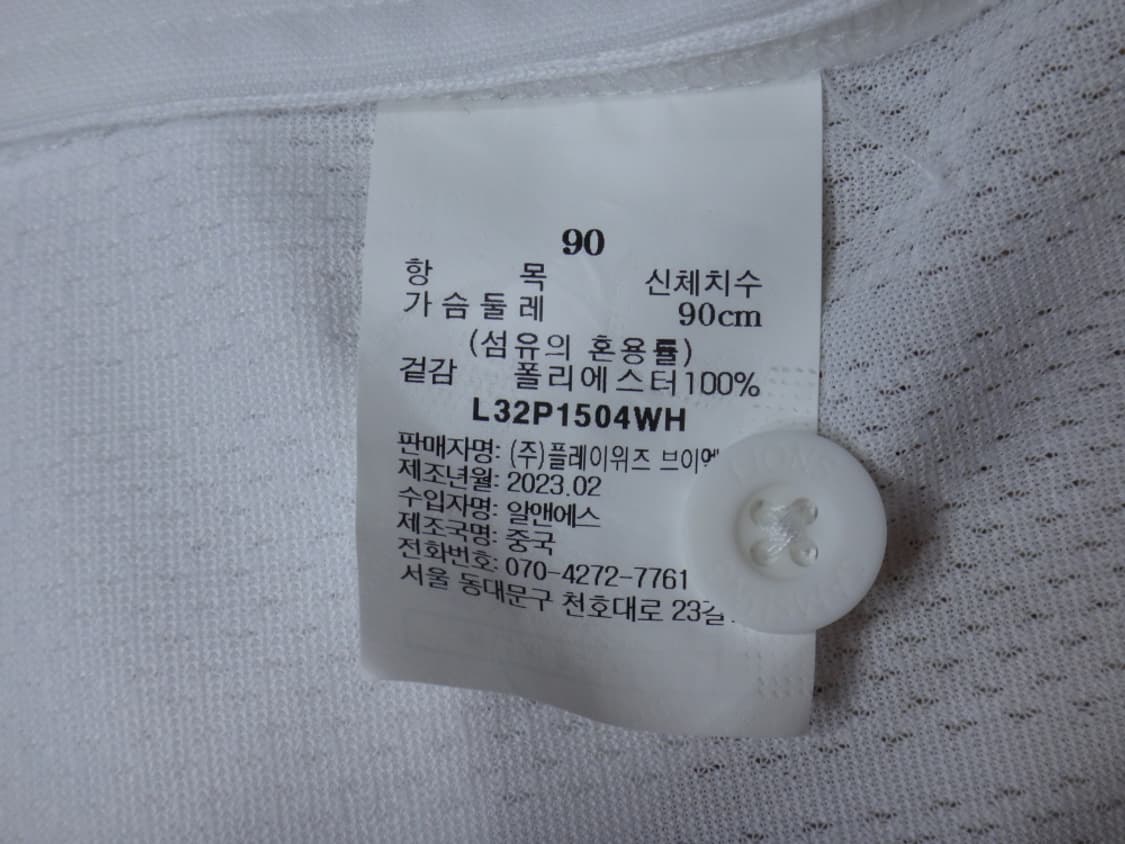 90
항 목 신체치수
가슴둘레 90cm
(섬유의 혼용률)
겉감 폴리에스터100%
L32P1504WH
판매자명: (주)플레이위즈
제조년월: 2023.02
수입자명: 알앤에스
제조국명: 중국
전화번호: 070-4272-7761
서울 동대문구 천호대로 23길